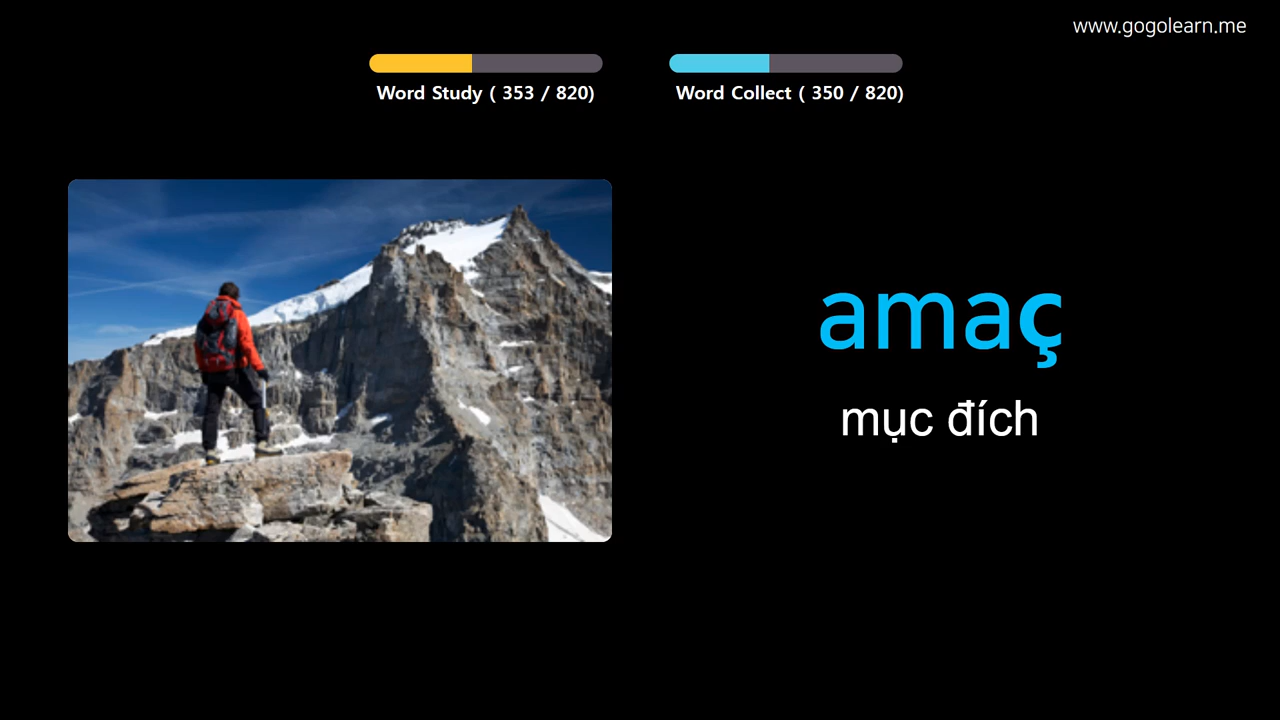 www.gogolearn.me
Word Study ( 353 / 820)
Word Collect ( 350 / 820)
amaç
mục đích